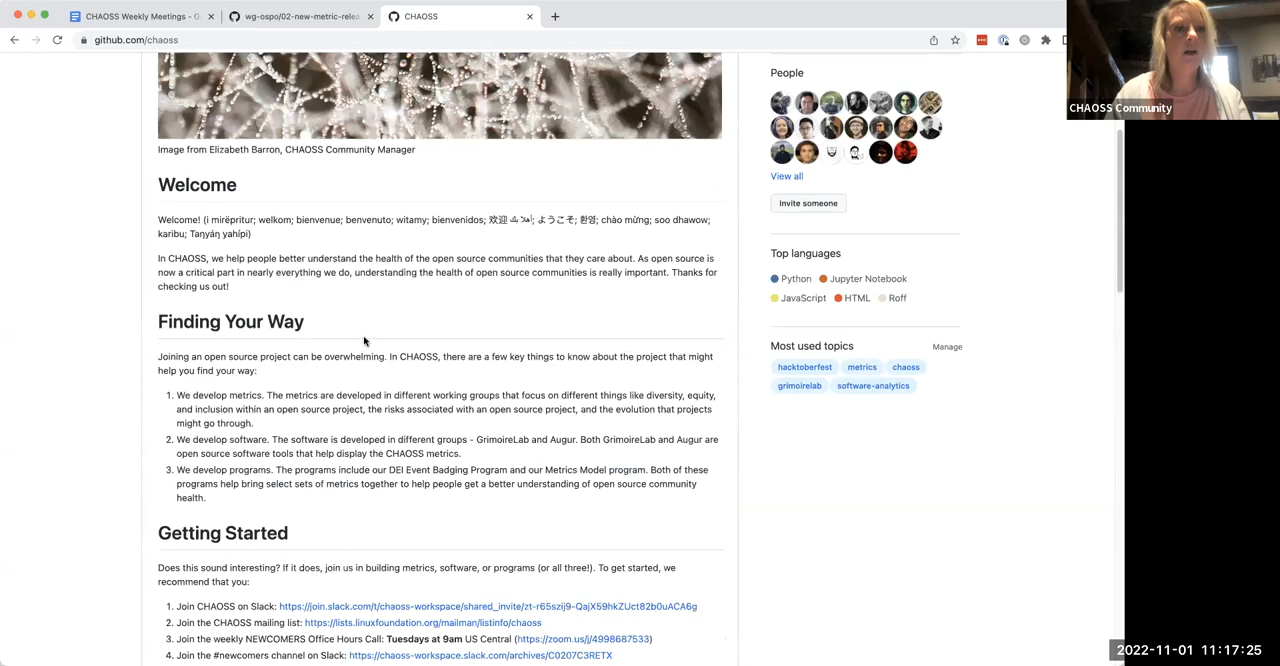 CHAOSS Weekly Meetings - G
wg-ospo/02-new-metric-relea
CHAOSS
github.com/chaoss
CHAOSS Community
Image from Elizabeth Barron, CHAOSS Community Manager
Welcome
Welcome! (i mirëpritur; welkom; bienvenue; benvenuto; witamy; bienvenidos; 欢迎 أهلا بك; ようこそ; 환영; chào mừng; soo dhawow;
karibu; Taŋyáŋ yahípi)
In CHAOSS, we help people better understand the health of the open source communities that they care about. As open source is
now a critical part in nearly everything we do, understanding the health of open source communities is really important. Thanks for
checking us out!
Finding Your Way
Joining an open source project can be overwhelming. In CHAOSS, there are a few key things to know about the project that might
help you find your way:
1. We develop metrics. The metrics are developed in different working groups that focus on different things like diversity, equity,
and inclusion within an open source project, the risks associated with an open source project, and the evolution that projects
might go through.
2. We develop software. The software is developed in different groups - GrimoireLab and Augur. Both GrimoireLab and Augur are
open source software tools that help display the CHAOSS metrics.
3. We develop programs. The programs include our DEI Event Badging Program and our Metrics Model program. Both of these
programs help bring select sets of metrics together to help people get a better understanding of open source community
health.
Getting Started
Does this sound interesting? If it does, join us in building metrics, software, or programs (or all three!). To get started, we
recommend that you:
1. Join CHAOSS on Slack: https://join.slack.com/t/chaoss-workspace/shared_invite/zt-r65szij9-QajX59hkZUct82b0uACA6g
2. Join the CHAOSS mailing list: https://lists.linuxfoundation.org/mailman/listinfo/chaoss
3. Join the weekly NEWCOMERS Office Hours Call: Tuesdays at 9am US Central (https://zoom.us/j/4998687533)
4. Join the #newcomers channel on Slack: https://chaoss-workspace.slack.com/archives/C0207C3RETX
People
View all
Invite someone
Top languages
Python Jupyter Notebook
JavaScript HTML Roff
Most used topics Manage
hacktoberfest metrics chaoss
grimoirelab software-analytics
2022-11-01 11:17:25